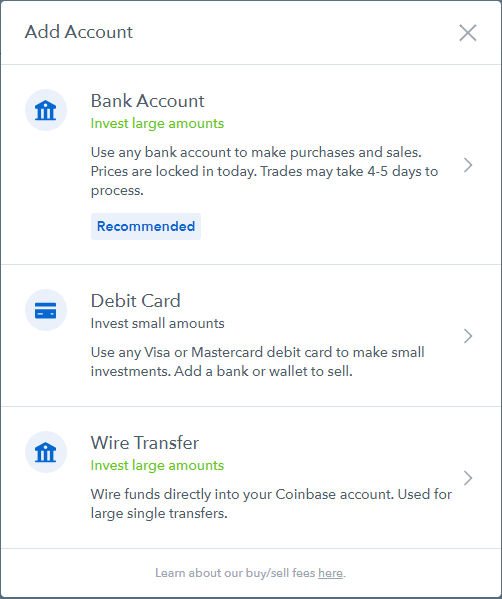 Add Account
Bank Account
Invest large amounts
Use any bank account to make purchases and sales.
Prices are locked in today. Trades may take 4-5 days to
process.
Recommended
Debit Card
Invest small amounts
Use any Visa or Mastercard debit card to make small
investments. Add a bank or wallet to sell.
Wire Transfer
Invest large amounts
Wire funds directly into your Coinbase account. Used for
large single transfers.
Learn about our buy/sell fees here.